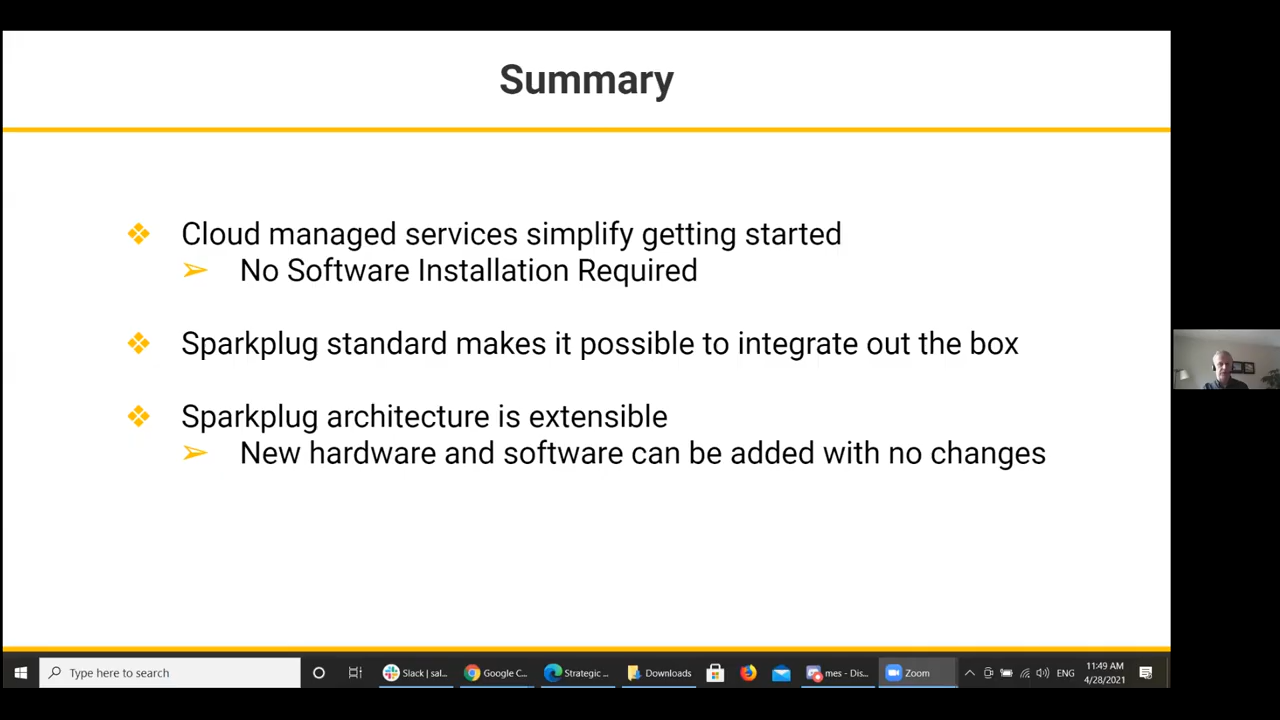 Summary
Cloud managed services simplify getting started
No Software Installation Required
Sparkplug standard makes it possible to integrate out the box
Sparkplug architecture is extensible
New hardware and software can be added with no changes
Type here to search
Slack | sal...
Google C...
Strategic ...
Downloads
mes - Dis...
Zoom
ENG
11:49 AM
4/28/2021